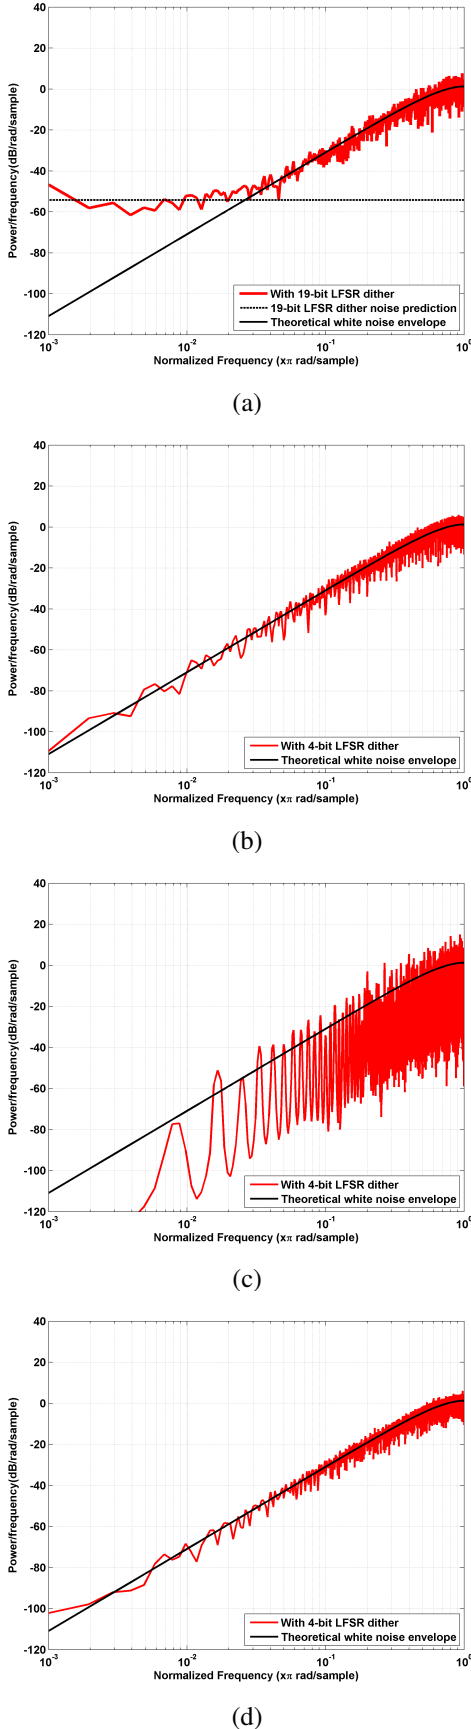 40
20
0
-20
-40
-60
-80
-100
-120
Power/frequency(dB/rad/sample)
With 19-bit LFSR dither
19-bit LFSR dither noise prediction
Theoretical white noise envelope
10-3 10-2 10-1 100
Normalized Frequency (xπ rad/sample)
(a)
40
20
0
-20
-40
-60
-80
-100
-120
Power/frequency(dB/rad/sample)
With 4-bit LFSR dither
Theoretical white noise envelope
10-3 10-2 10-1 100
Normalized Frequency (xπ rad/sample)
(b)
40
20
0
-20
-40
-60
-80
-100
-120
Power/frequency(dB/rad/sample)
With 4-bit LFSR dither
Theoretical white noise envelope
10-3 10-2 10-1 100
Normalized Frequency (xπ rad/sample)
(c)
40
20
0
-20
-40
-60
-80
-100
-120
Power/frequency(dB/rad/sample)
With 4-bit LFSR dither
Theoretical white noise envelope
10-3 10-2 10-1 100
Normalized Frequency (xπ rad/sample)
(d)